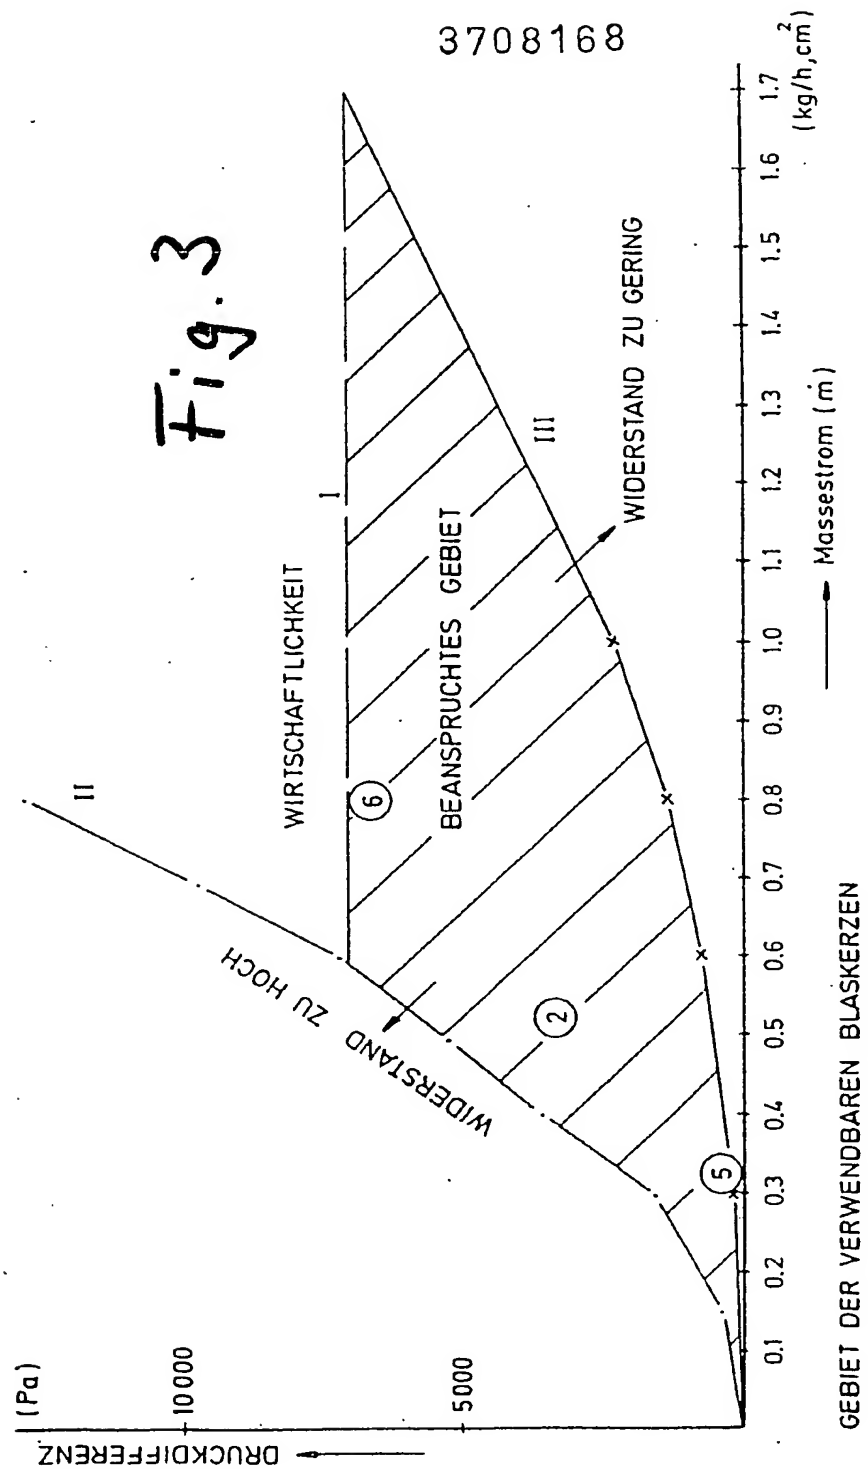 3708168
Fig. 3
(Pa)
DRUCKDIFFERENZ
10000
5000
II
WIRTSCHAFTLICHKEIT
I
WIDERSTAND ZU HOCH
6
BEANSPRUCHTES GEBIET
2
5
III
WIDERSTAND ZU GERING
0.1 0.2 0.3 0.4 0.5 0.6 0.7 0.8 0.9 1.0 1.1 1.2 1.3 1.4 1.5 1.6 1.7
(kg/h,cm²)
Massestrom (ṁ)
GEBIET DER VERWENDBAREN BLASKERZEN